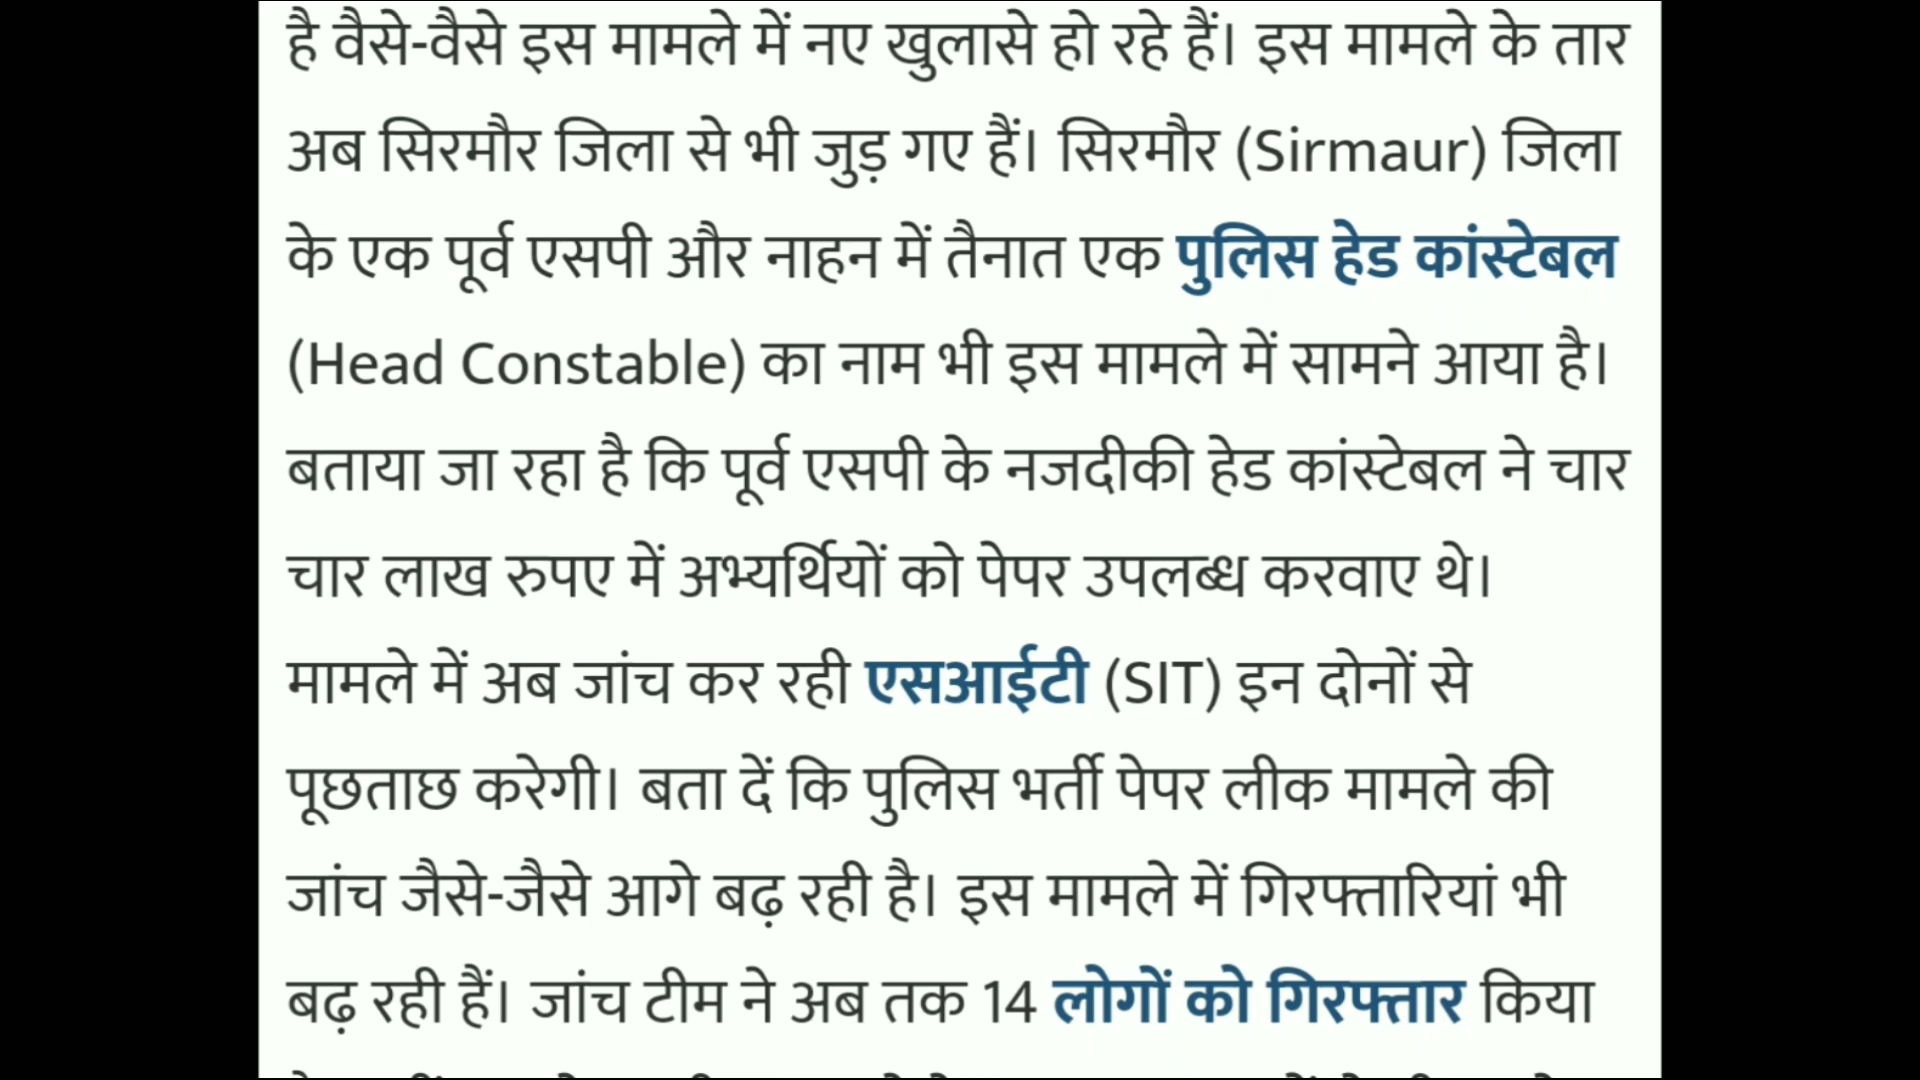 है वैसे-वैसे इस मामले में नए खुलासे हो रहे हैं। इस मामले के तार
अब सिरमौर जिला से भी जुड़ गए हैं। सिरमौर (Sirmaur) जिला
के एक पूर्व एसपी और नाहन में तैनात एक पुलिस हेड कांस्टेबल
(Head Constable) का नाम भी इस मामले में सामने आया है।
बताया जा रहा है कि पूर्व एसपी के नजदीकी हेड कांस्टेबल ने चार
चार लाख रुपए में अभ्यर्थियों को पेपर उपलब्ध करवाए थे।
मामले में अब जांच कर रही एसआईटी (SIT) इन दोनों से
पूछताछ करेगी। बता दें कि पुलिस भर्ती पेपर लीक मामले की
जांच जैसे-जैसे आगे बढ़ रही है। इस मामले में गिरफ्तारियां भी
बढ़ रही हैं। जांच टीम ने अब तक 14 लोगों को गिरफ्तार किया